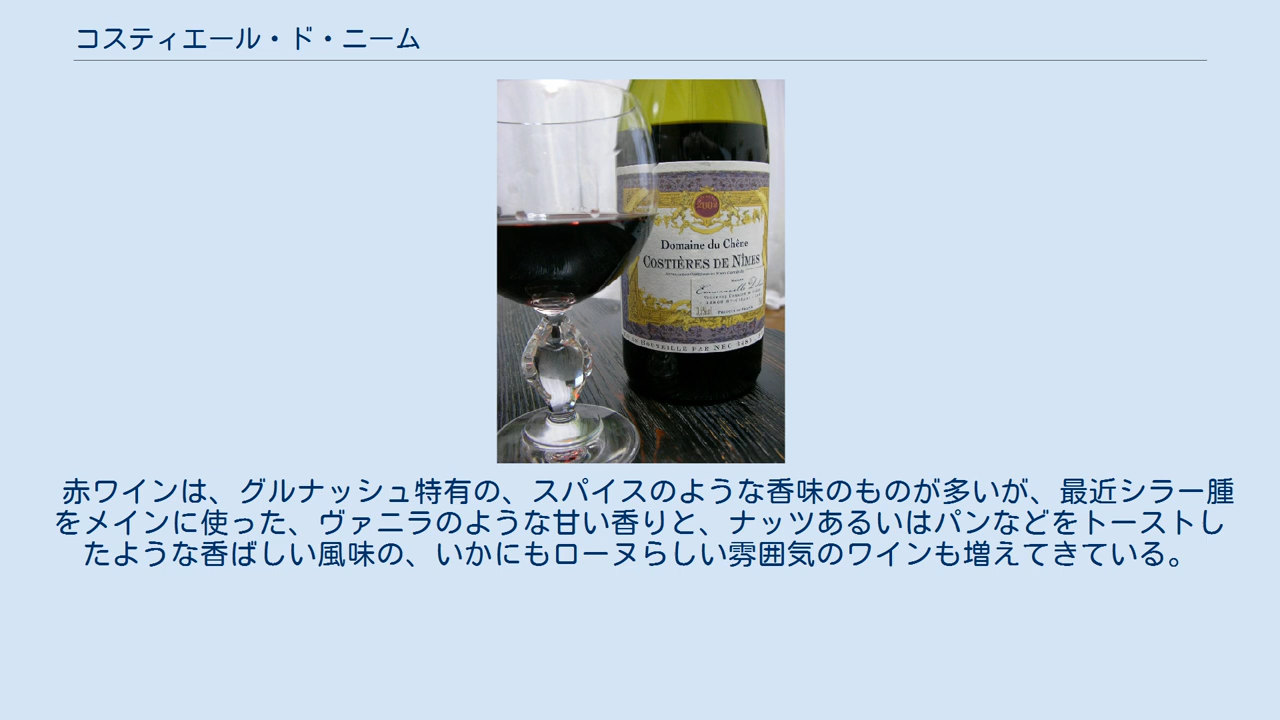 コスティエール・ド・ニーム
2004
Domaine du Chêne
COSTIÈRES DE NÎMES
PRODUCE OF FRANCE
赤ワインは、グルナッシュ特有の、スパイスのような香味のものが多いが、最近シラー腫
をメインに使った、ヴァニラのような甘い香りと、ナッツあるいはパンなどをトーストし
たような香ばしい風味の、いかにもローヌらしい雰囲気のワインも増えてきている。